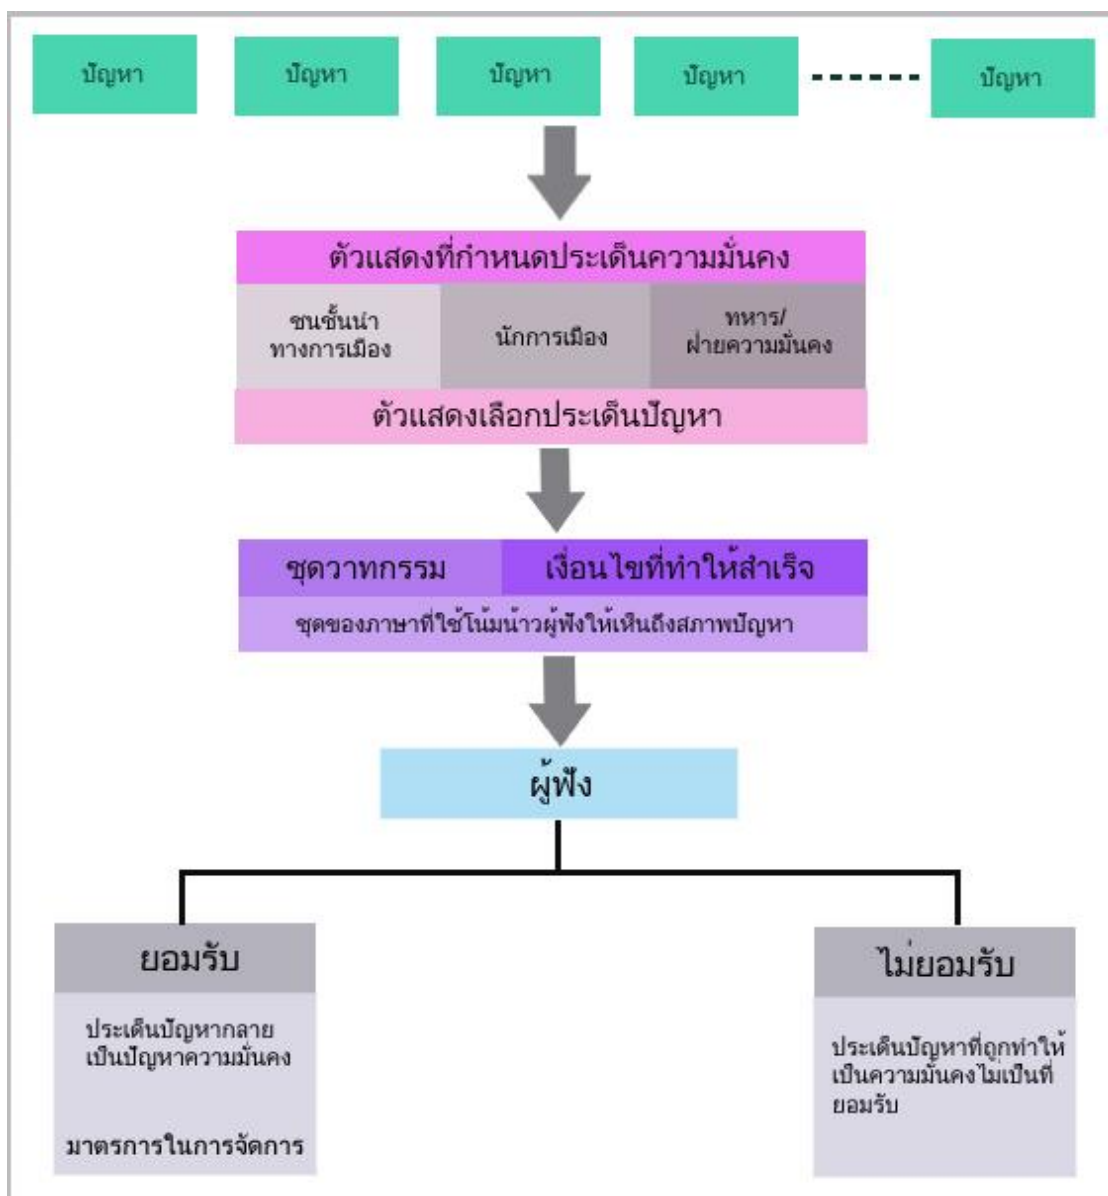 ปัญหา
ปัญหา
ปัญหา
ปัญหา
ปัญหา
ตัวแสดงที่กำหนดประเด็นความมั่นคง
ชนชั้นนำ
ทางการเมือง
นักการเมือง
ทหาร/
ฝ่ายความมั่นคง
ตัวแสดงเลือกประเด็นปัญหา
ชุดวาทกรรม
เงื่อนไขที่ทำให้สำเร็จ
ชุดของภาษาที่ใช้โน้มน้าวผู้ฟังให้เห็นถึงสภาพปัญหา
ผู้ฟัง
ยอมรับ
ประเด็นปัญหากลาย
เป็นปัญหาความมั่นคง
มาตรการในการจัดการ
ไม่ยอมรับ
ประเด็นปัญหาที่ถูกทำให้
เป็นความมั่นคงไม่เป็นที่
ยอมรับ